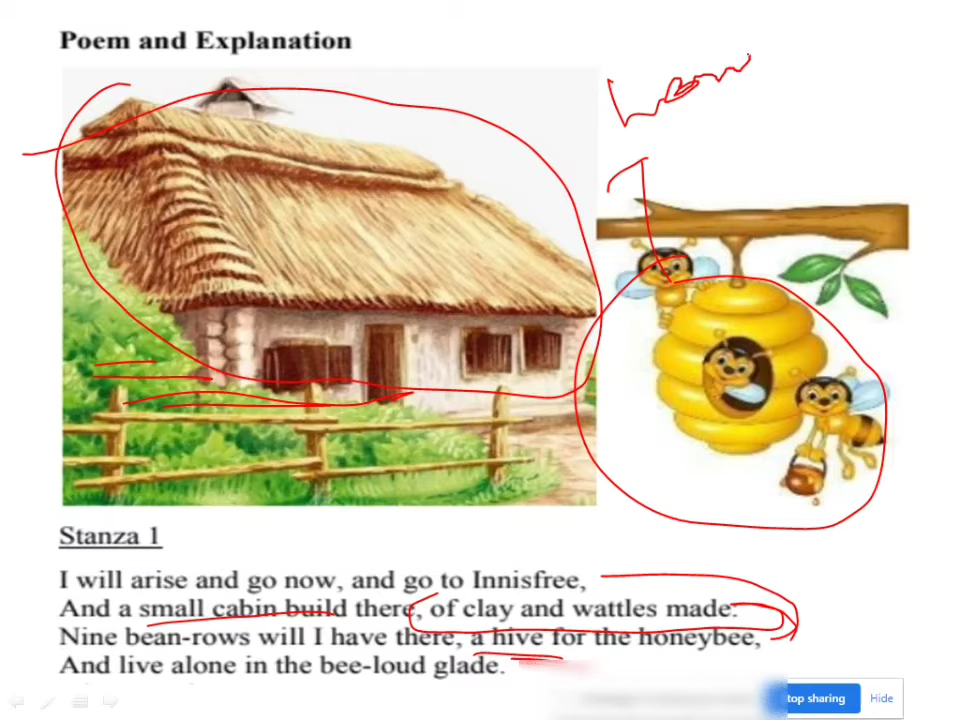 Poem and Explanation
Stanza 1
I will arise and go now, and go to Innisfree,
And a small cabin build there, of clay and wattles made:
Nine bean-rows will I have there, a hive for the honeybee,
And live alone in the bee-loud glade.
top sharing
Hide